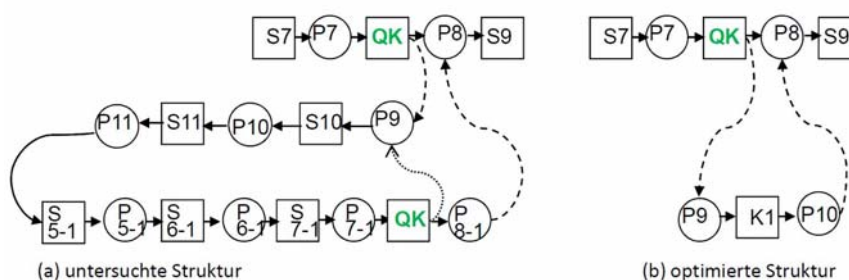 S7 P7 QK P8 S9
P11 S11 P10 S10 P9
S 5-1 P 5-1 S 6-1 P 6-1 S 7-1 P 7-1 QK P 8-1
(a) untersuchte Struktur
S7 P7 QK P8 S9
P9 K1 P10
(b) optimierte Struktur